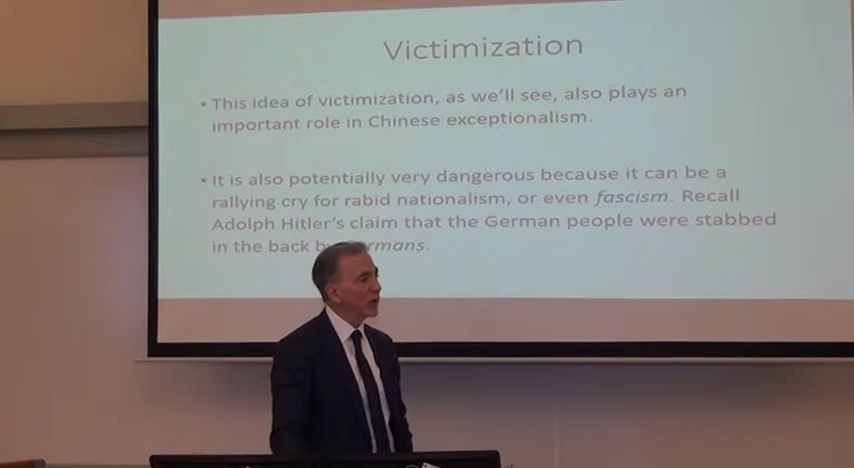 Victimization
• This idea of victimization, as we'll see, also plays an
important role in Chinese exceptionalism.
• It is also potentially very dangerous because it can be a
rallying cry for rabid nationalism, or even fascism. Recall
Adolph Hitler's claim that the German people were stabbed
in the back